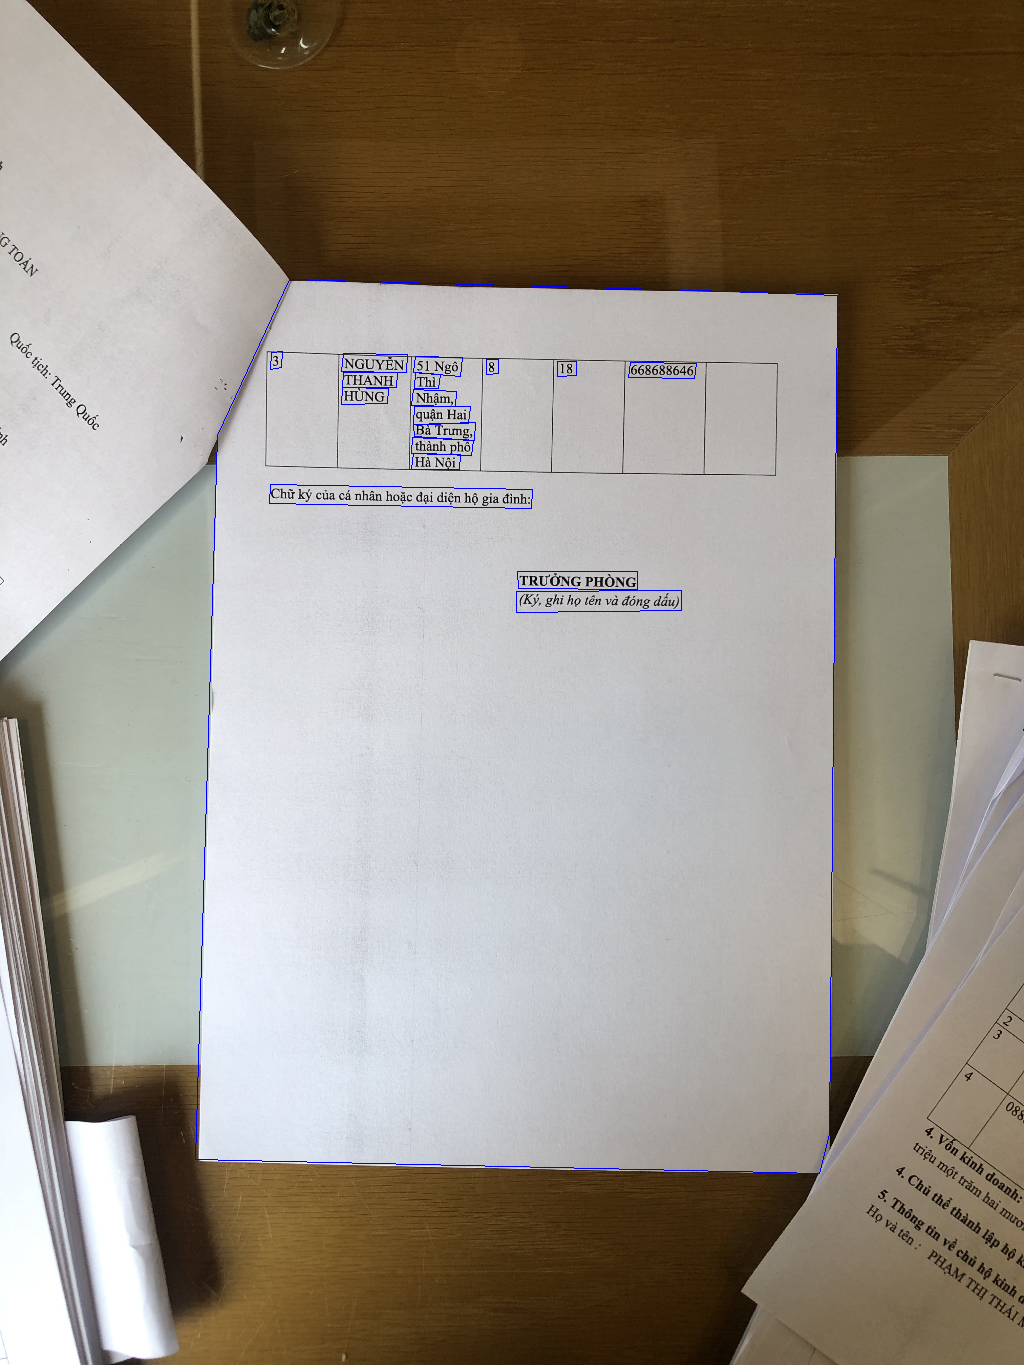 G TOÁN
Quốc tịch: Trung Quốc
3
NGUYỄN
THANH
HÙNG
51 Ngô
Thì
Nhậm,
quận Hai
Bà Trưng,
thành phố
Hà Nội
8
18
668688646
Chữ ký của cá nhân hoặc đại diện hộ gia đình:
TRƯỞNG PHÒNG
(Ký, ghi họ tên và đóng dấu)
2
3
4
088
4. Vốn kinh doanh:
triệu một trăm hai mươi
4. Chủ thể thành lập hộ k
5. Thông tin về chủ hộ kinh d
Họ và tên : PHẠM THỊ THÁI